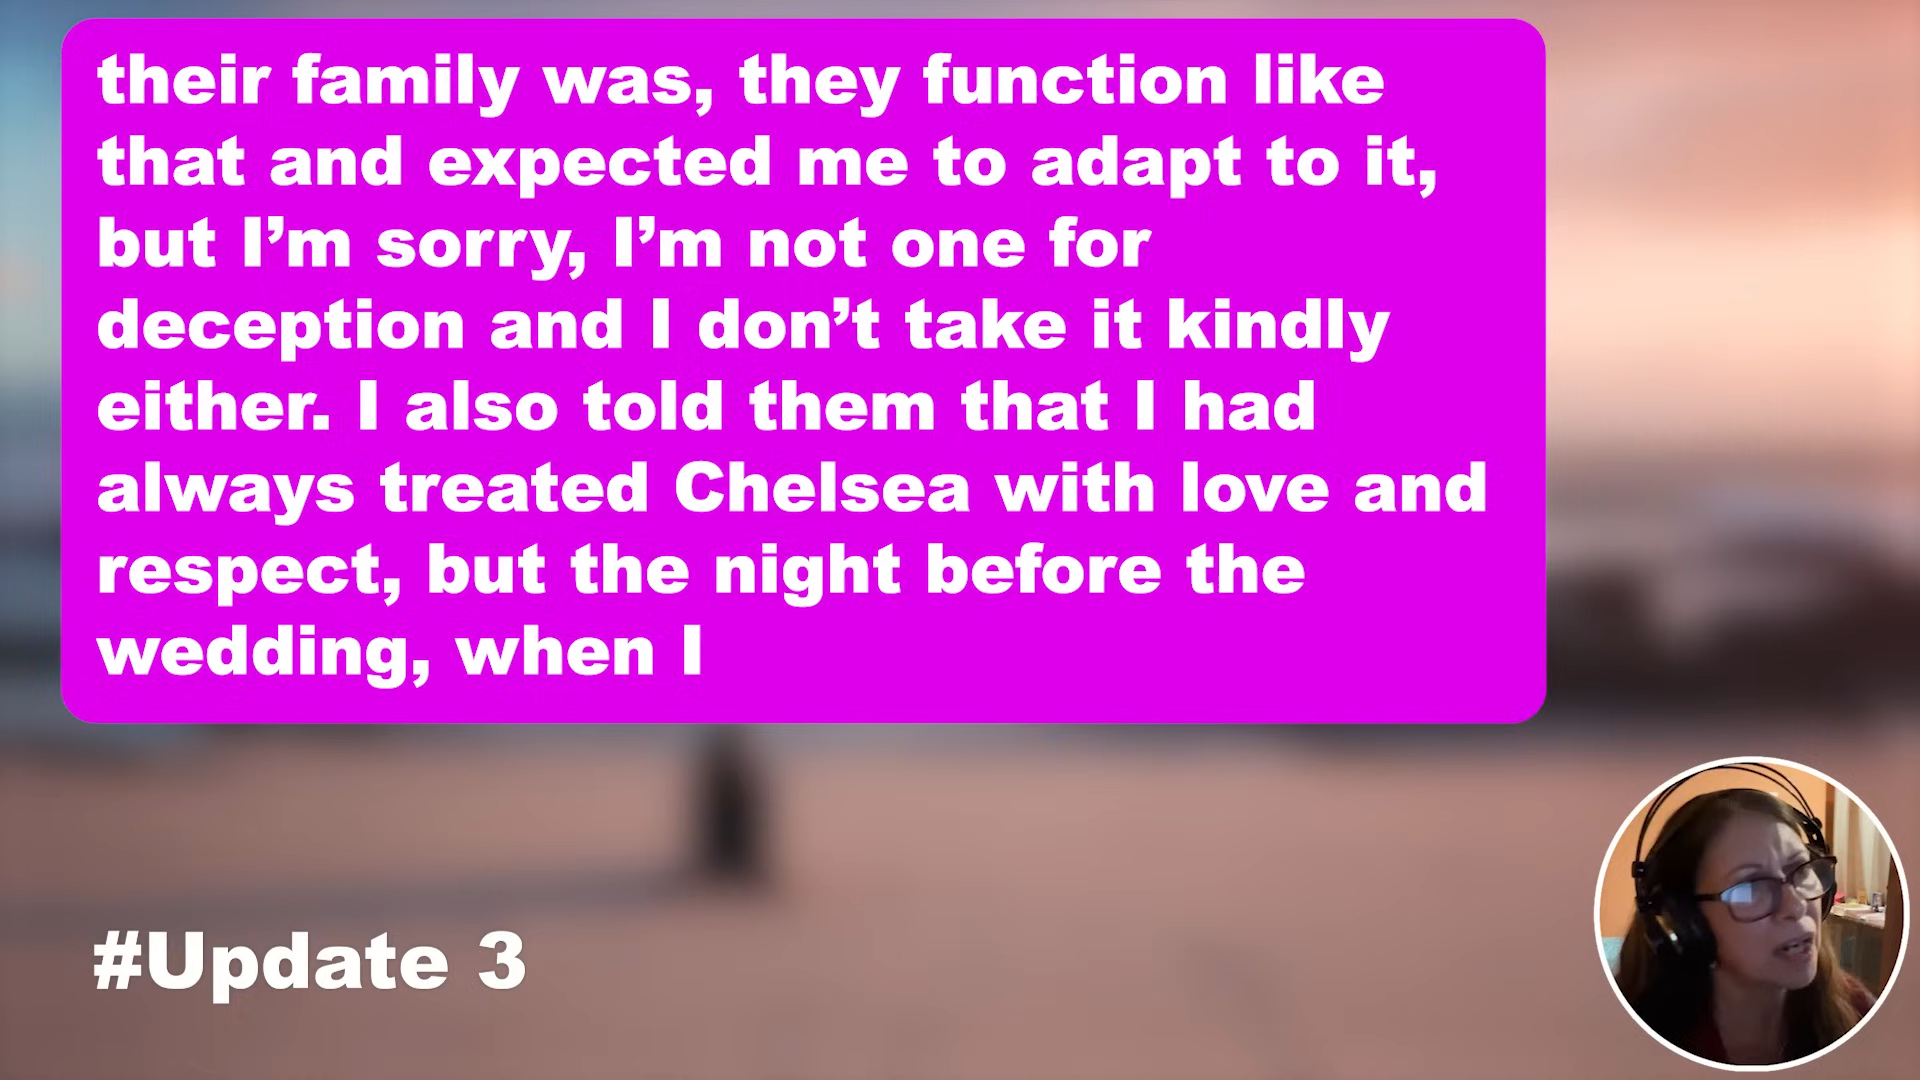 their family was, they function like
that and expected me to adapt to it,
but I’m sorry, I’m not one for
deception and I don’t take it kindly
either. I also told them that I had
always treated Chelsea with love and
respect, but the night before the
wedding, when I
#Update 3